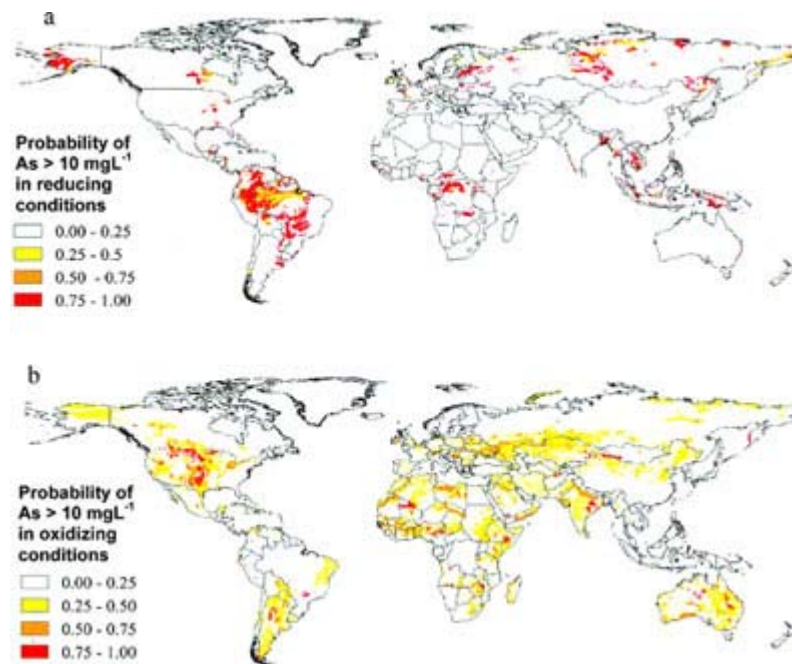 a
Probability of
As > 10 mgL-1
in reducing
conditions
0.00 - 0.25
0.25 - 0.5
0.50 - 0.75
0.75 - 1.00
b
Probability of
As > 10 mgL-1
in oxidizing
conditions
0.00 - 0.25
0.25 - 0.50
0.50 - 0.75
0.75 - 1.00